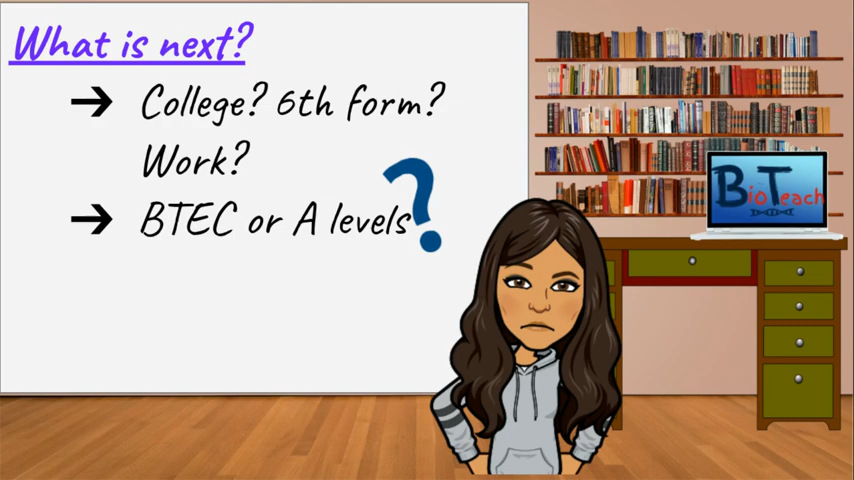 What is next?
➔ College? 6th form?
Work?
➔ BTEC or A levels
?
BioTeach